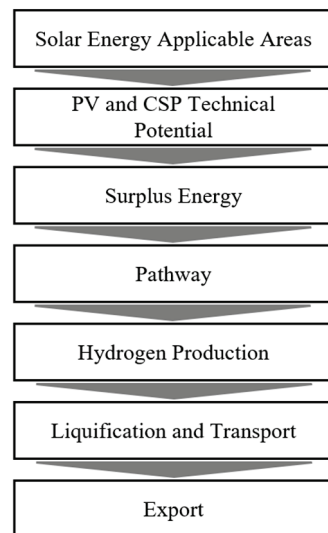 Solar Energy Applicable Areas
PV and CSP Technical
Potential
Surplus Energy
Pathway
Hydrogen Production
Liquification and Transport
Export